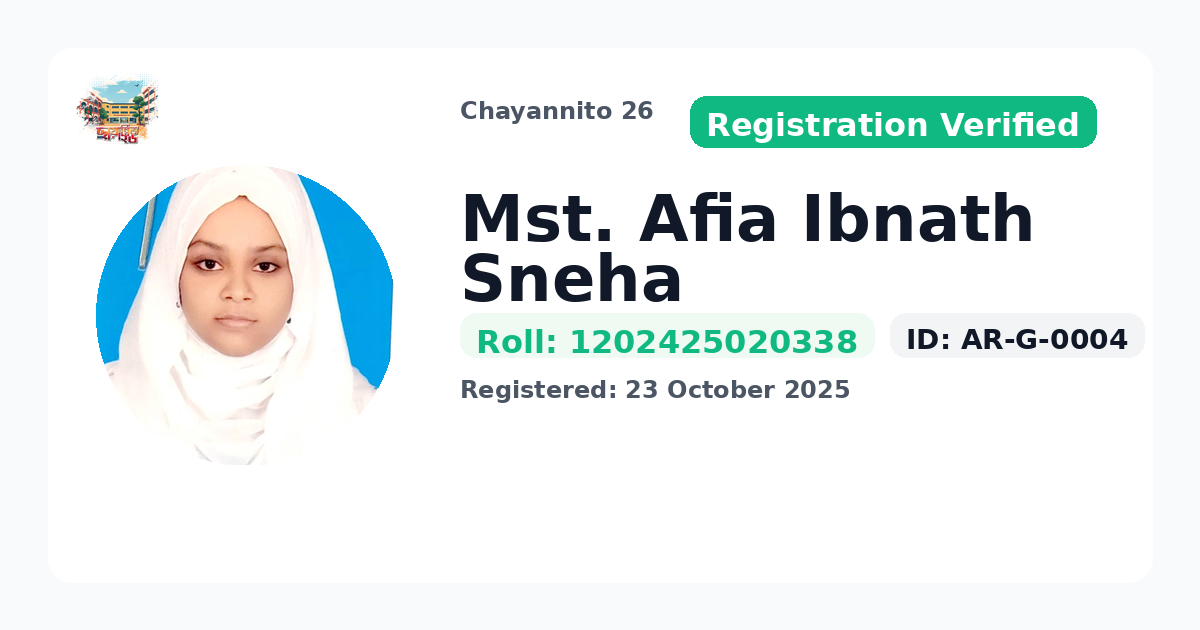 Chayannito 26
Registration Verified
Mst. Afia Ibnath
Sneha
Roll: 1202425020338
ID: AR-G-0004
Registered: 23 October 2025